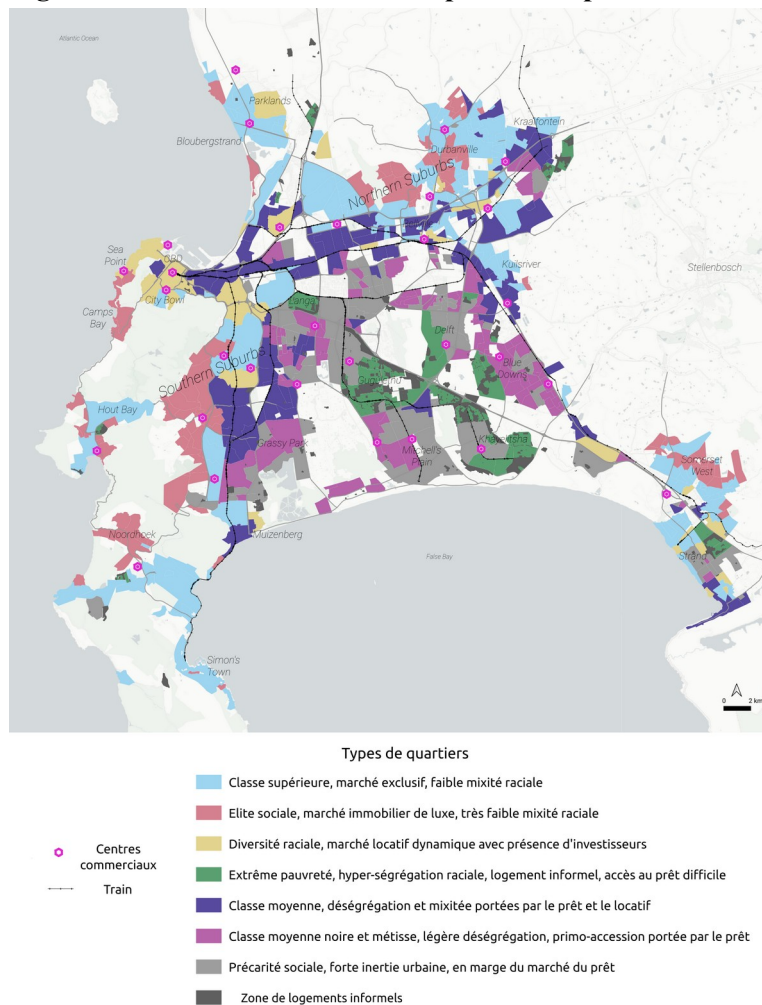 Atlantic Ocean
Parklands
Bloubergstrand
Kraaifontein
Durbanville
Northern Suburbs
Sea
Point
CBD
City Bowl
Camps
Bay
Kuilsriver
Stellenbosch
Langa
Delft
Southern Suburbs
Gugulethu
Blue
Downs
Hout Bay
Grassy Park
Mitchell's
Plain
Khayelitsha
Somerset
West
Noordhoek
Muizenberg
False Bay
Strand
Simon's
Town
0 2 km
Types de quartiers
Classe supérieure, marché exclusif, faible mixité raciale
Elite sociale, marché immobilier de luxe, très faible mixité raciale
Diversité raciale, marché locatif dynamique avec présence d'investisseurs
Extrême pauvreté, hyper-ségrégation raciale, logement informel, accès au prêt difficile
Classe moyenne, déségrégation et mixitée portées par le prêt et le locatif
Classe moyenne noire et métisse, légère déségrégation, primo-accession portée par le prêt
Précarité sociale, forte inertie urbaine, en marge du marché du prêt
Zone de logements informels
Centres
commerciaux
Train